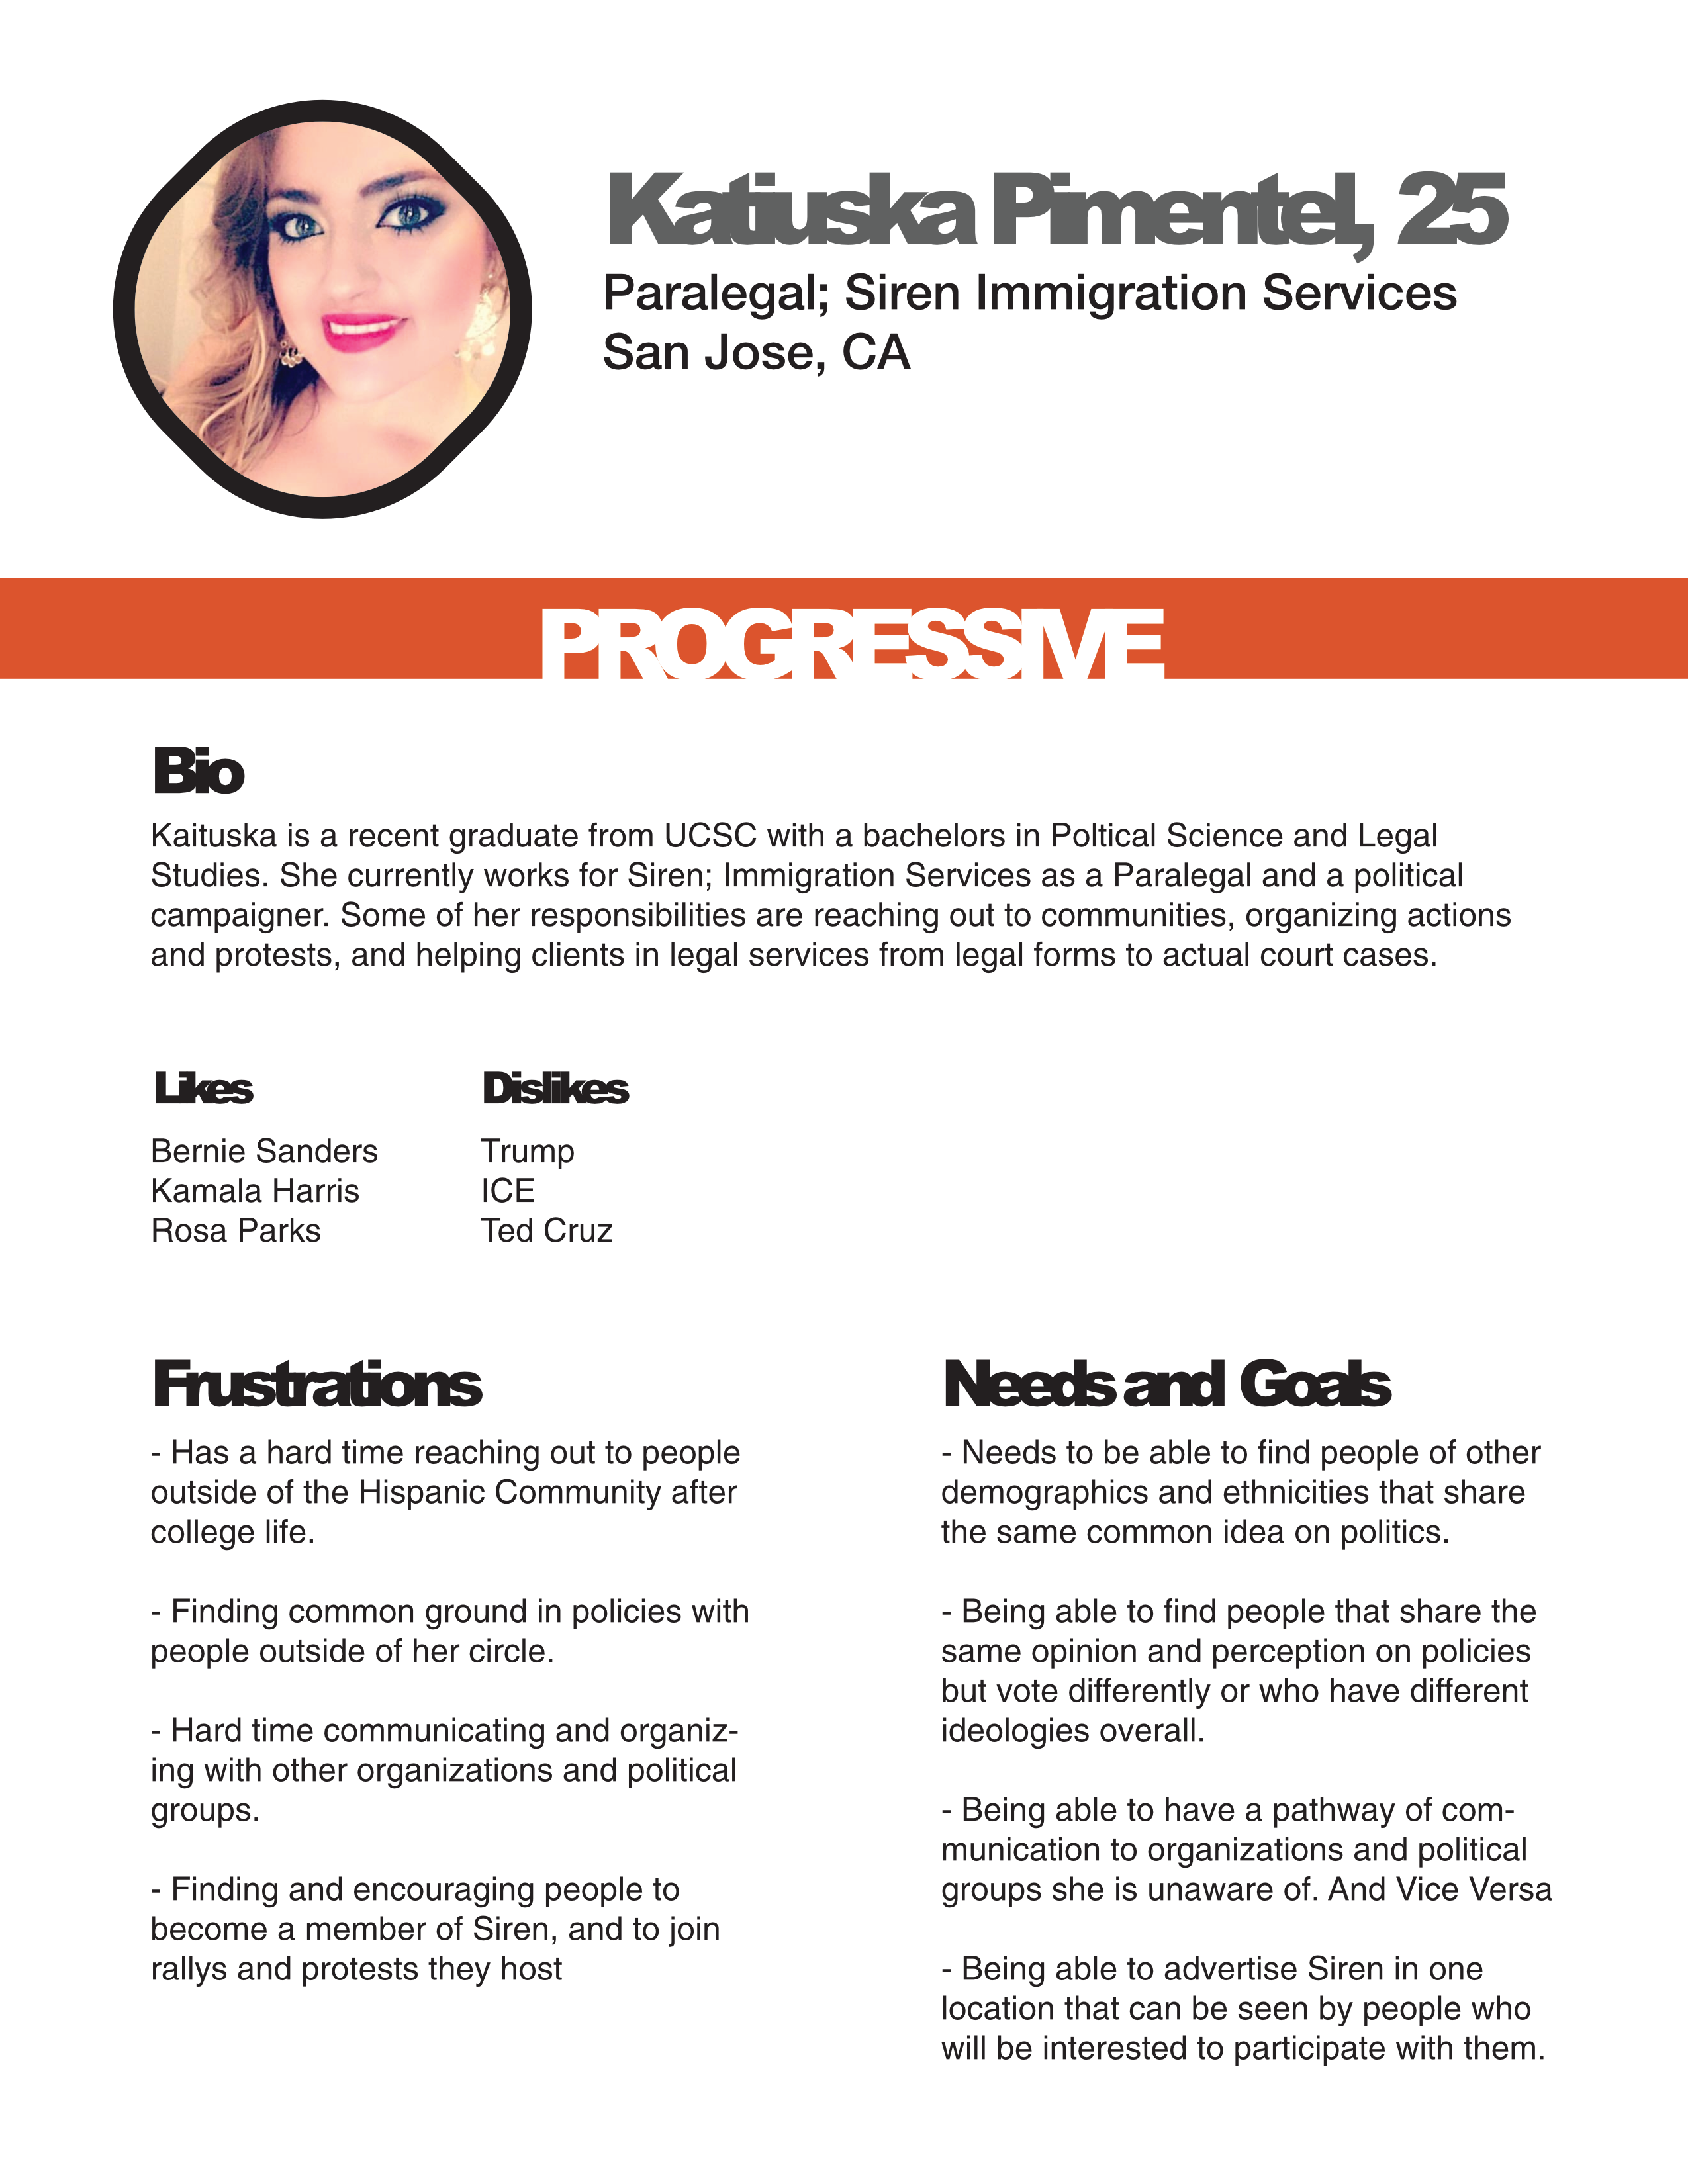 Katiuska Pimentel, 25
Paralegal; Siren Immigration Services
San Jose, CA
PROGRESSIVE
Bio
Kaituska is a recent graduate from UCSC with a bachelors in Poltical Science and Legal
Studies. She currently works for Siren; Immigration Services as a Paralegal and a political
campaigner. Some of her responsibilities are reaching out to communities, organizing actions
and protests, and helping clients in legal services from legal forms to actual court cases.
Likes
Bernie Sanders
Kamala Harris
Rosa Parks
Dislikes
Trump
ICE
Ted Cruz
Frustrations
- Has a hard time reaching out to people
outside of the Hispanic Community after
college life.
- Finding common ground in policies with
people outside of her circle.
- Hard time communicating and organiz-
ing with other organizations and political
groups.
- Finding and encouraging people to
become a member of Siren, and to join
rallys and protests they host
Needs and Goals
- Needs to be able to find people of other
demographics and ethnicities that share
the same common idea on politics.
- Being able to find people that share the
same opinion and perception on policies
but vote differently or who have different
ideologies overall.
- Being able to have a pathway of com-
munication to organizations and political
groups she is unaware of. And Vice Versa
- Being able to advertise Siren in one
location that can be seen by people who
will be interested to participate with them.